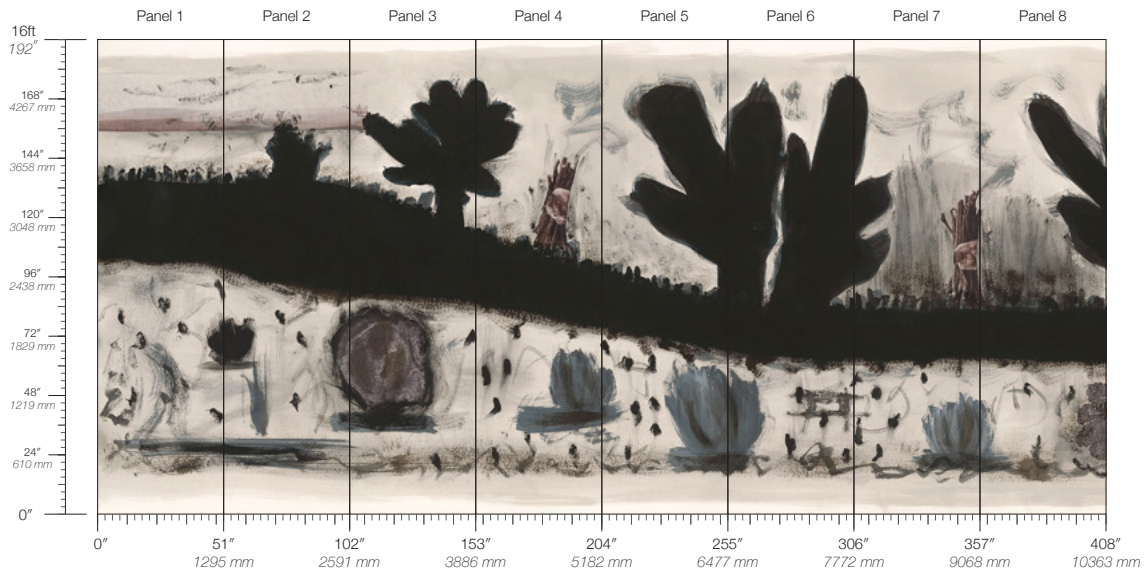 Panel 1 Panel 2 Panel 3 Panel 4 Panel 5 Panel 6 Panel 7 Panel 8
16ft
192″
168″
4267 mm
144″
3658 mm
120″
3048 mm
96″
2438 mm
72″
1829 mm
48″
1219 mm
24″
610 mm
0″
0″ 51″ 102″ 153″ 204″ 255″ 306″ 357″ 408″
1295 mm 2591 mm 3886 mm 5182 mm 6477 mm 7772 mm 9068 mm 10363 mm